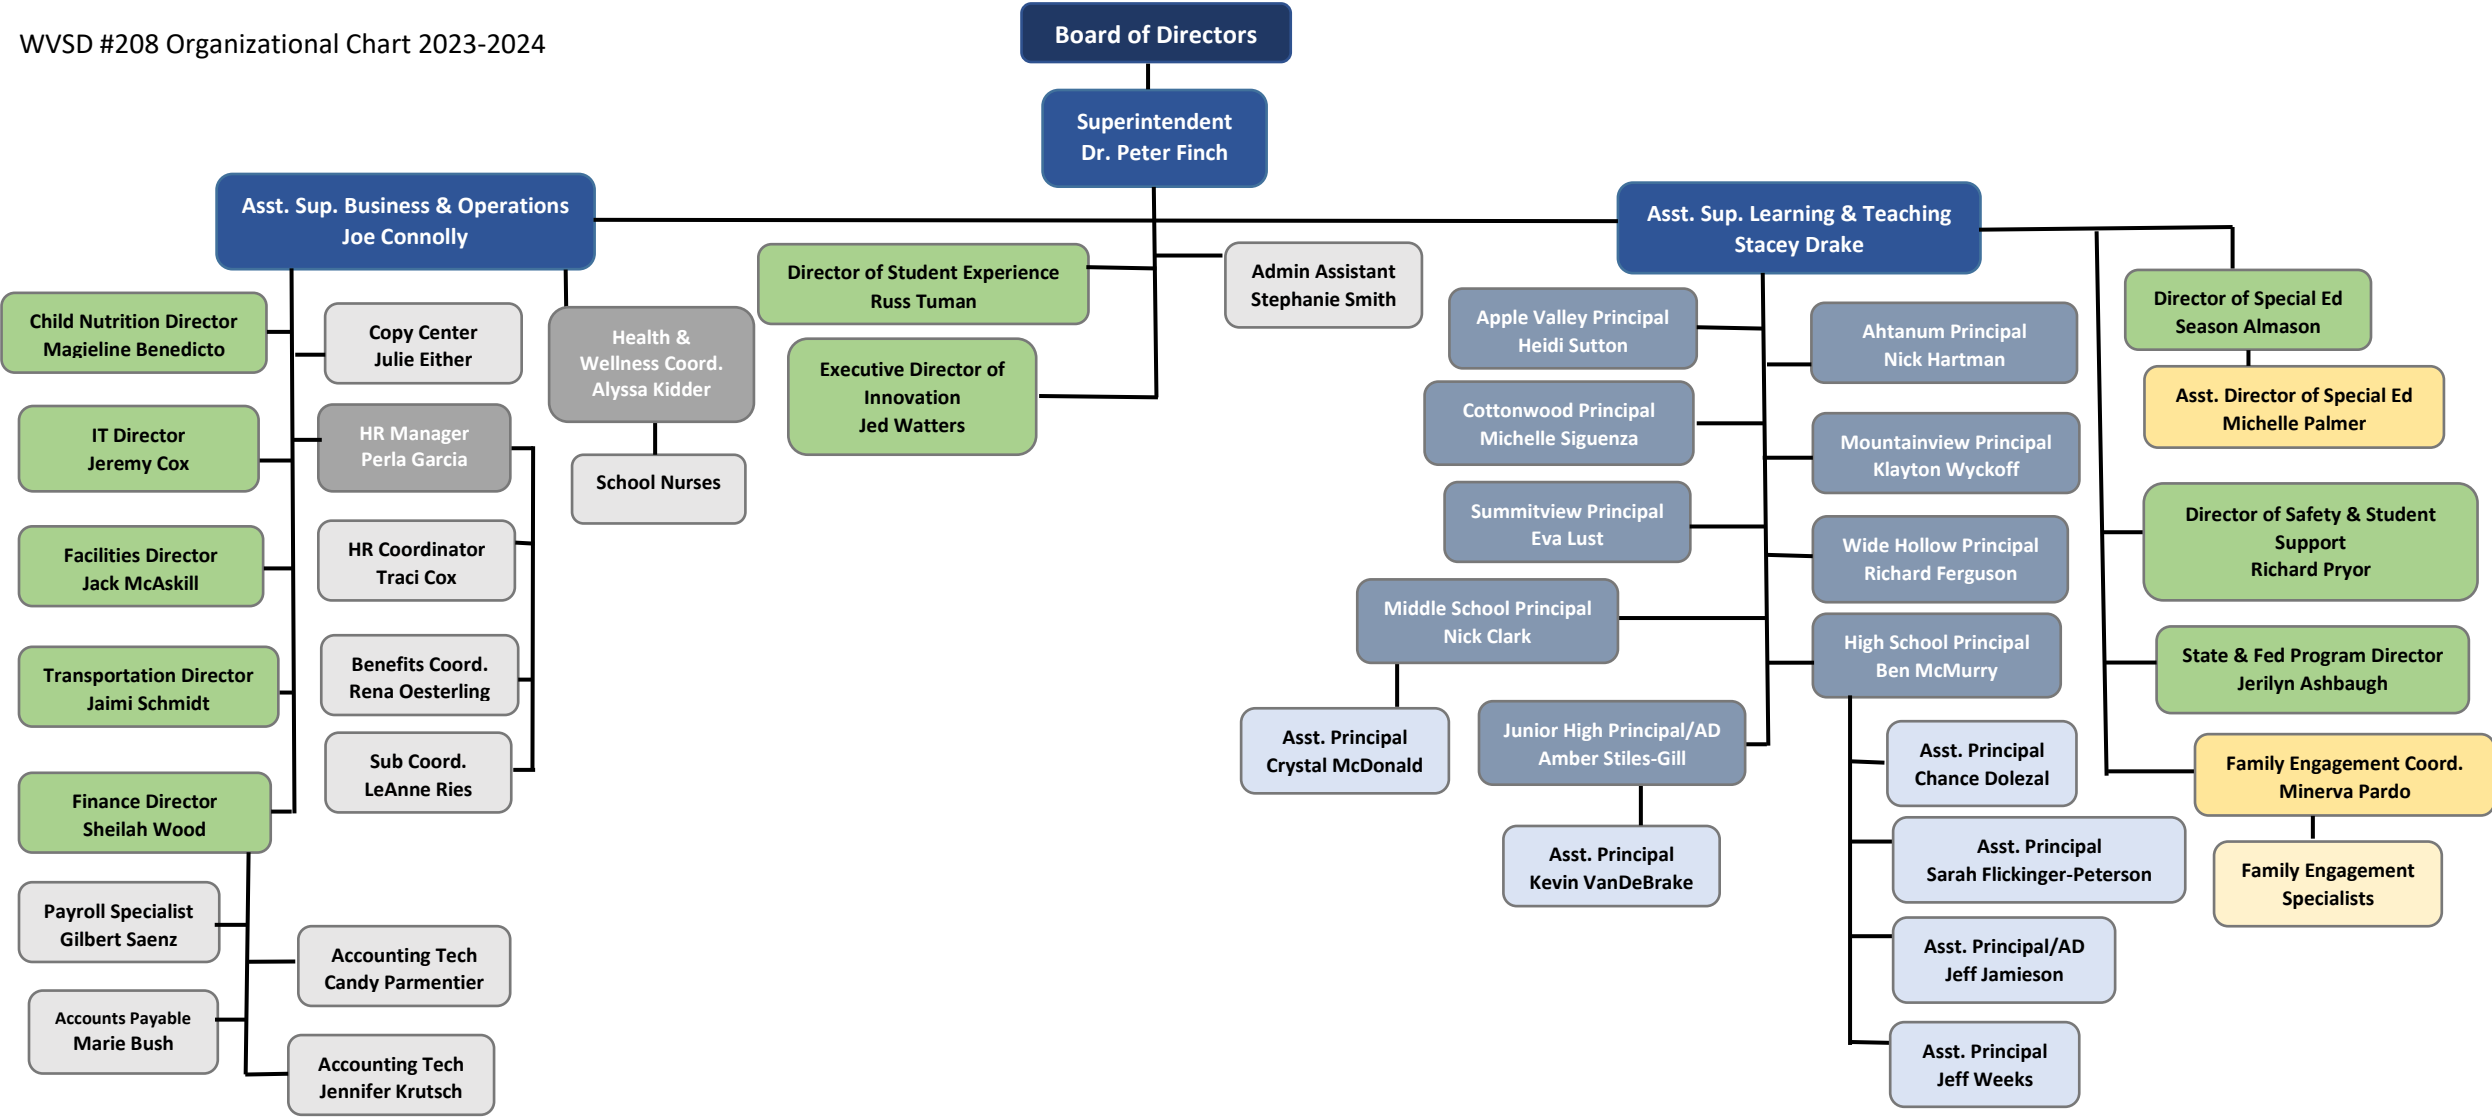 WVSD #208 Organizational Chart 2023-2024
Board of Directors
Superintendent
Dr. Peter Finch
Asst. Sup. Business & Operations
Joe Connolly
Asst. Sup. Learning & Teaching
Stacey Drake
Director of Student Experience
Russ Tuman
Admin Assistant
Stephanie Smith
Executive Director of
Innovation
Jed Watters
Child Nutrition Director
Magieline Benedicto
Copy Center
Julie Either
Health &
Wellness Coord.
Alyssa Kidder
School Nurses
IT Director
Jeremy Cox
HR Manager
Perla Garcia
Facilities Director
Jack McAskill
HR Coordinator
Traci Cox
Transportation Director
Jaimi Schmidt
Benefits Coord.
Rena Oesterling
Sub Coord.
LeAnne Ries
Finance Director
Sheilah Wood
Payroll Specialist
Gilbert Saenz
Accounting Tech
Candy Parmentier
Accounts Payable
Marie Bush
Accounting Tech
Jennifer Krutsch
Apple Valley Principal
Heidi Sutton
Ahtanum Principal
Nick Hartman
Cottonwood Principal
Michelle Siguenza
Mountainview Principal
Klayton Wyckoff
Summitview Principal
Eva Lust
Wide Hollow Principal
Richard Ferguson
Middle School Principal
Nick Clark
High School Principal
Ben McMurry
Asst. Principal
Crystal McDonald
Junior High Principal/AD
Amber Stiles-Gill
Asst. Principal
Kevin VanDeBrake
Asst. Principal
Chance Dolezal
Asst. Principal
Sarah Flickinger-Peterson
Asst. Principal/AD
Jeff Jamieson
Asst. Principal
Jeff Weeks
Director of Special Ed
Season Almason
Asst. Director of Special Ed
Michelle Palmer
Director of Safety & Student
Support
Richard Pryor
State & Fed Program Director
Jerilyn Ashbaugh
Family Engagement Coord.
Minerva Pardo
Family Engagement
Specialists